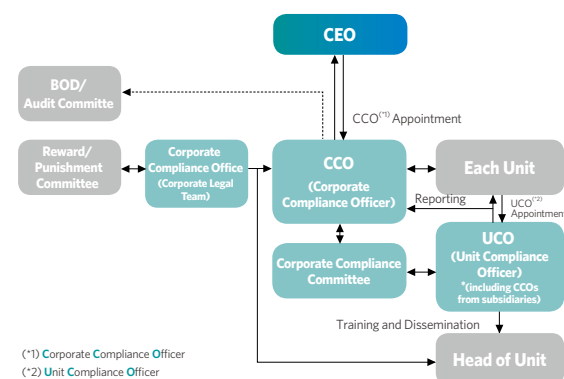 CEO
BOD/
Audit Committe
CCO(*1) Appointment
Reward/
Punishment
Committee
Corporate
Compliance Office
(Corporate Legal
Team)
CCO
(Corporate
Compliance Officer)
Each Unit
Reporting
UCO(*2)
Appointment
UCO
(Unit Compliance
Officer)
*(including CCOs
from subsidiaries)
Corporate Compliance
Committee
Training and Dissemination
Head of Unit
(*1) Corporate Compliance Officer
(*2) Unit Compliance Officer